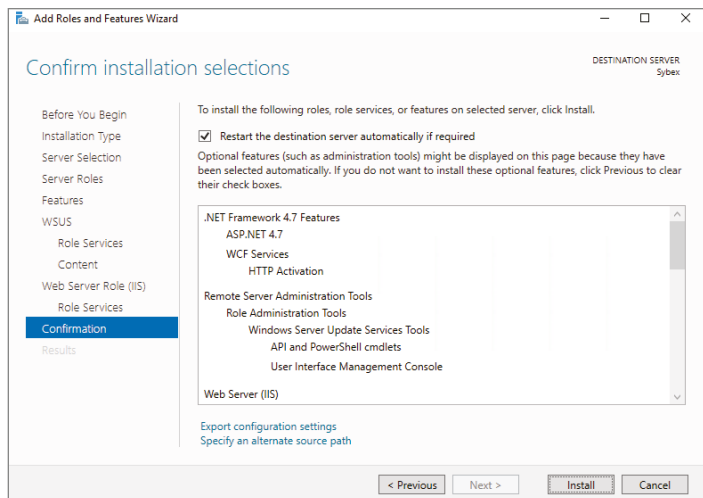 Add Roles and Features Wizard
Confirm installation selections
DESTINATION SERVER
Sybex
Before You Begin
Installation Type
Server Selection
Server Roles
Features
WSUS
Role Services
Content
Web Server Role (IIS)
Role Services
Confirmation
Results
To install the following roles, role services, or features on selected server, click Install.
Restart the destination server automatically if required
Optional features (such as administration tools) might be displayed on this page because they have
been selected automatically. If you do not want to install these optional features, click Previous to clear
their check boxes.
.NET Framework 4.7 Features
ASP.NET 4.7
WCF Services
HTTP Activation
Remote Server Administration Tools
Role Administration Tools
Windows Server Update Services Tools
API and PowerShell cmdlets
User Interface Management Console
Web Server (IIS)
Export configuration settings
Specify an alternate source path
< Previous
Next >
Install
Cancel